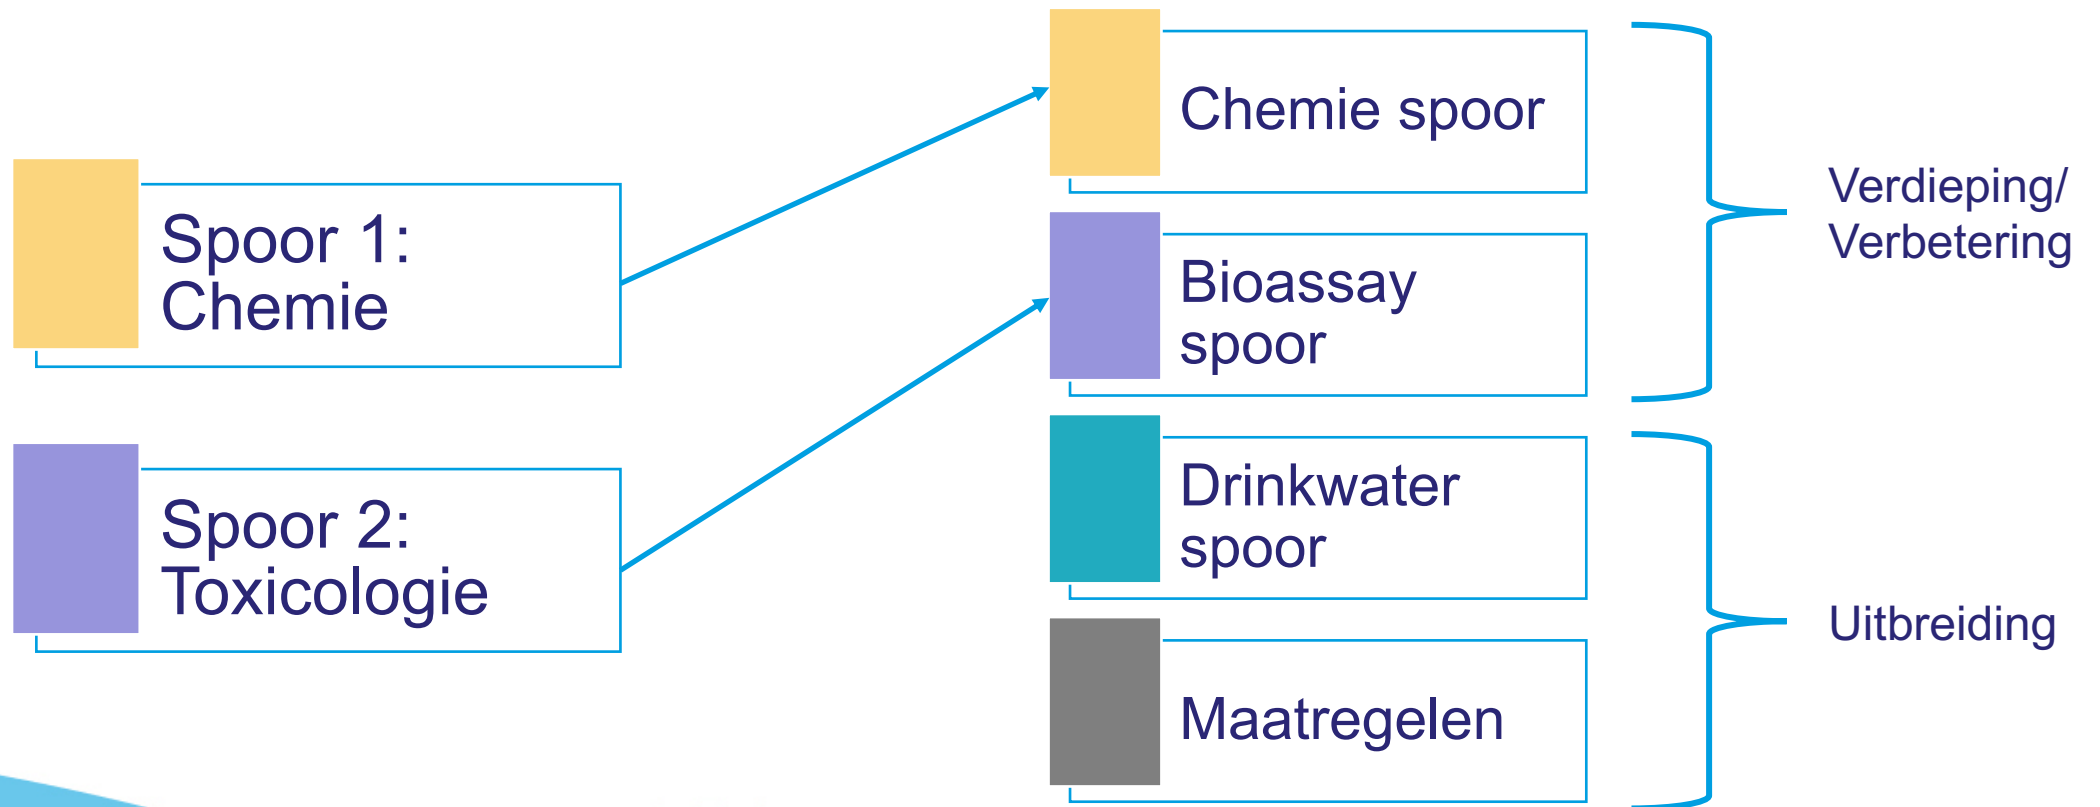 Spoor 1:
Chemie
Spoor 2:
Toxicologie
Chemie spoor
Bioassay
spoor
Drinkwater
spoor
Maatregelen
Verdieping/
Verbetering
Uitbreiding